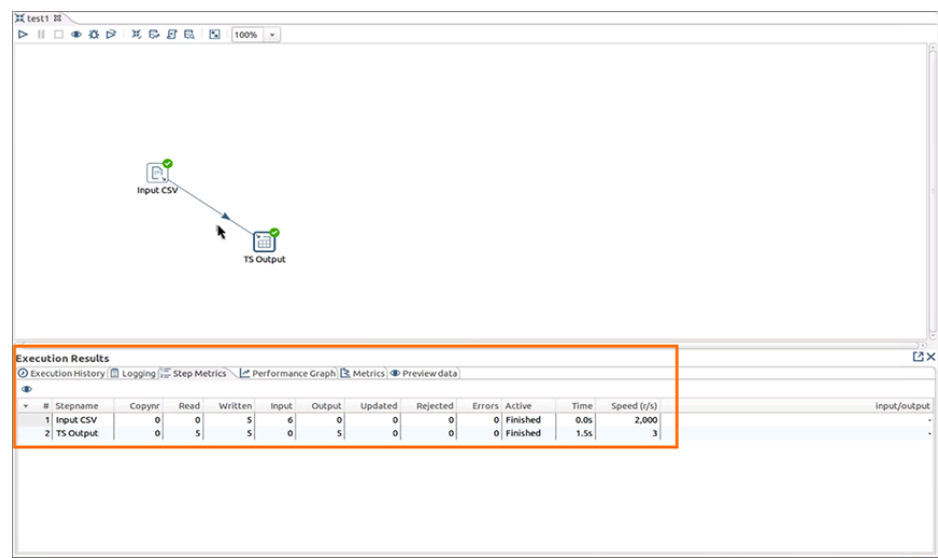 test1
100%
Input CSV
TS Output
Execution Results
Execution History Logging Step Metrics Performance Graph Metrics Preview data
# Stepname Copynr Read Written Input Output Updated Rejected Errors Active Time Speed (r/s) input/output
1 Input CSV 0 0 5 6 0 0 0 0 Finished 0.0s 2,000 -
2 TS Output 0 5 5 0 5 0 0 0 Finished 1.5s 3 -